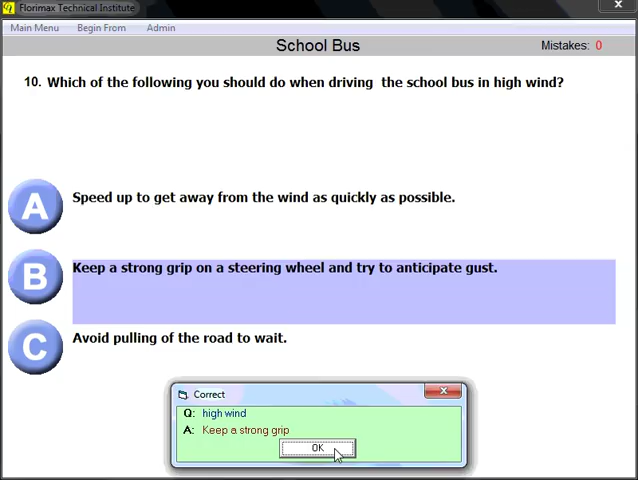 Florimax Technical Institute
Main Menu Begin From Admin
School Bus Mistakes: 0
10. Which of the following you should do when driving the school bus in high wind?
A Speed up to get away from the wind as quickly as possible.
B Keep a strong grip on a steering wheel and try to anticipate gust.
C Avoid pulling of the road to wait.
Correct
Q: high wind
A: Keep a strong grip
OK